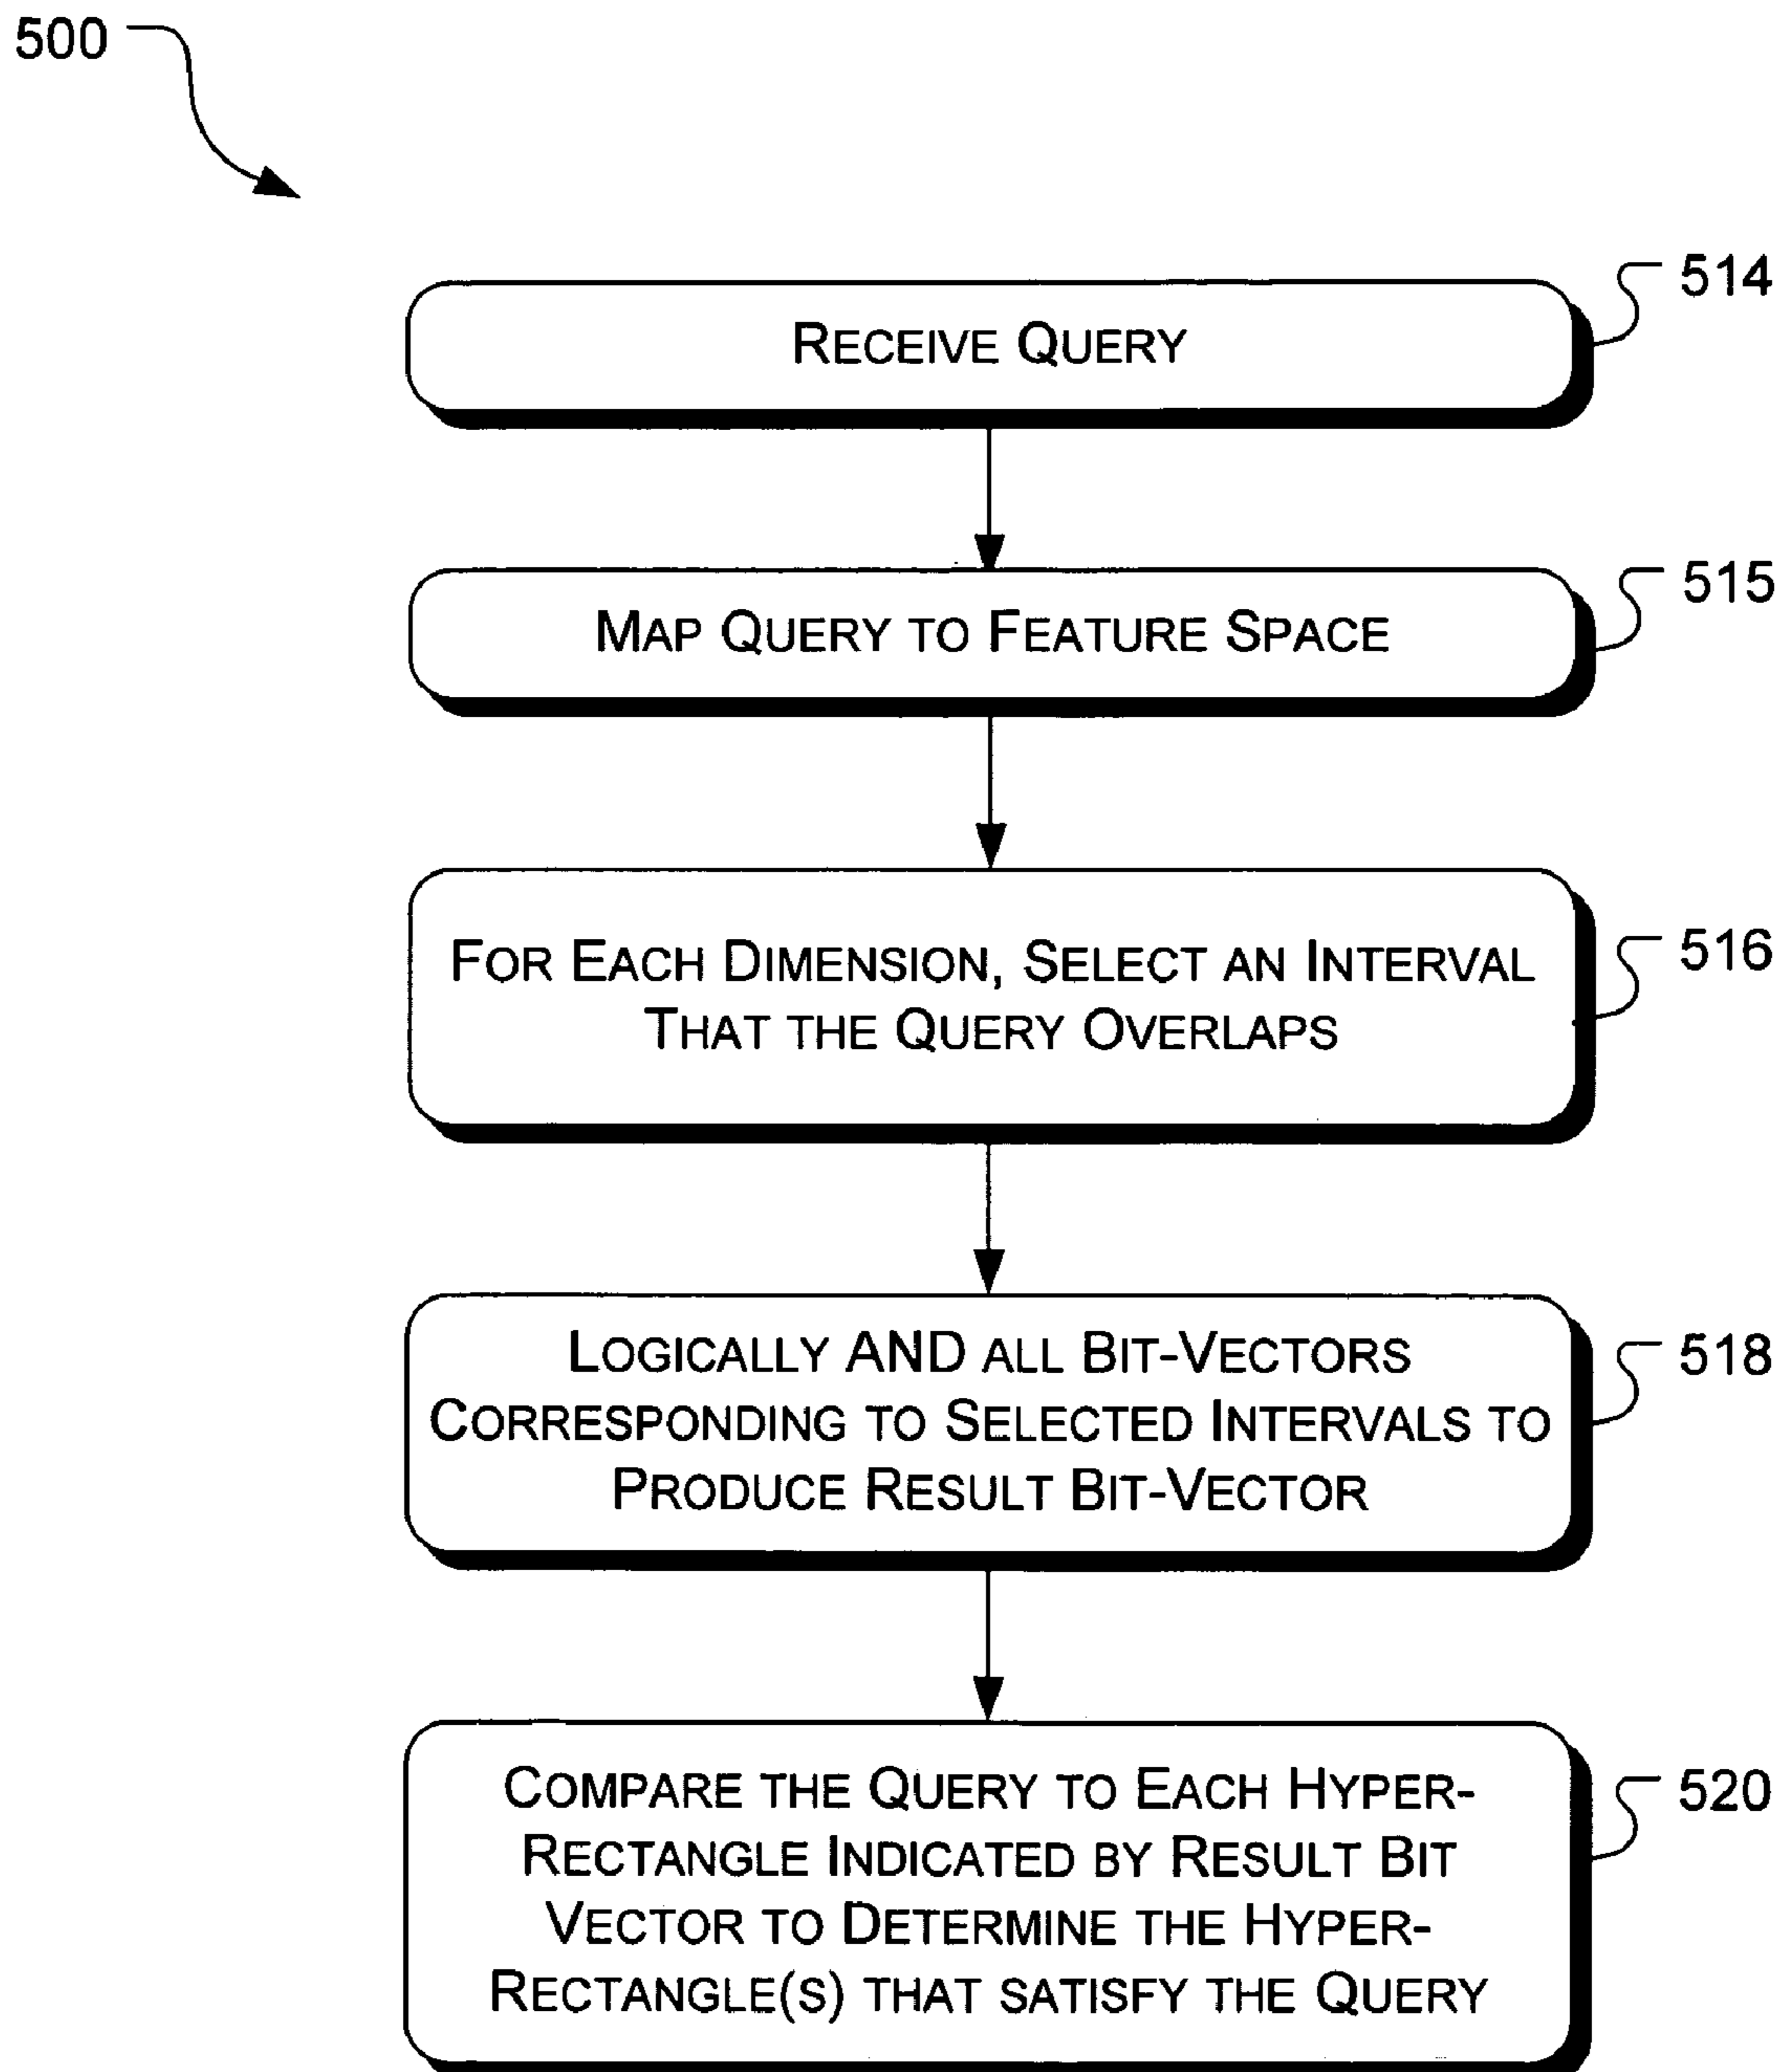 500
RECEIVE QUERY
514
MAP QUERY TO FEATURE SPACE
515
FOR EACH DIMENSION, SELECT AN INTERVAL
THAT THE QUERY OVERLAPS
516
LOGICALLY AND ALL BIT-VECTORS
CORRESPONDING TO SELECTED INTERVALS TO
PRODUCE RESULT BIT-VECTOR
518
COMPARE THE QUERY TO EACH HYPER-
RECTANGLE INDICATED BY RESULT BIT
VECTOR TO DETERMINE THE HYPER-
RECTANGLE(S) THAT SATISFY THE QUERY
520